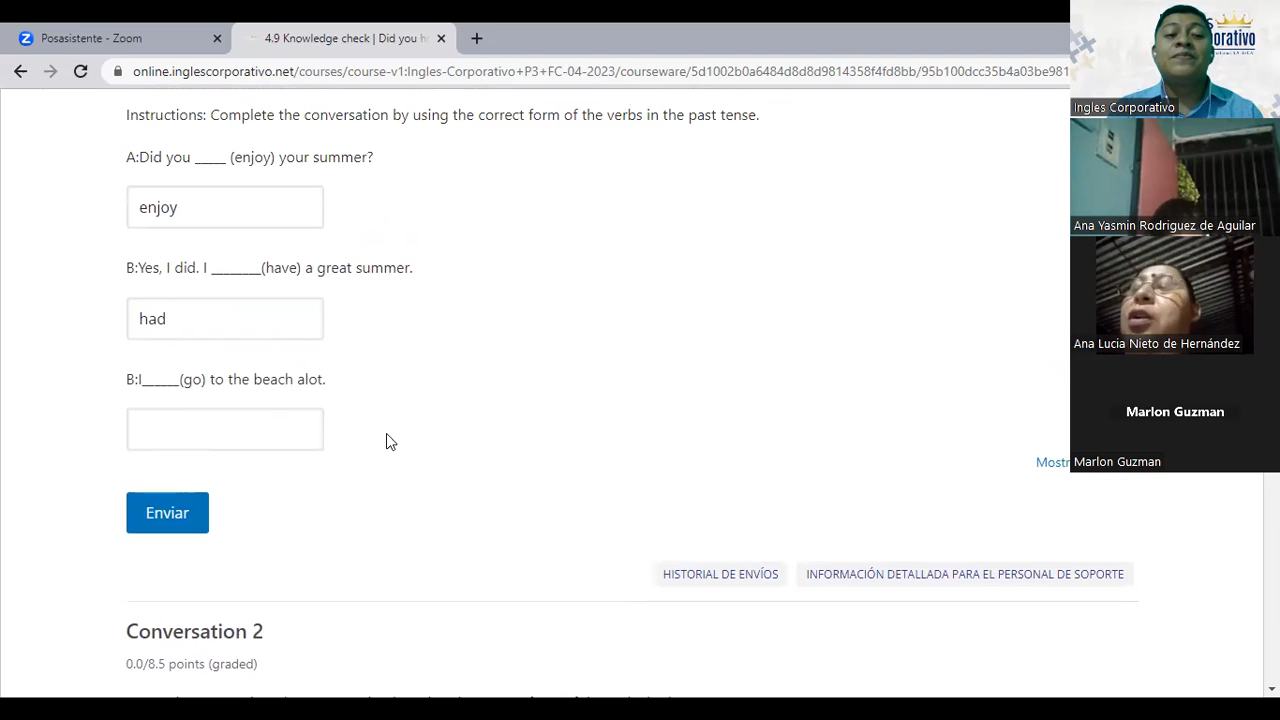 Posasistente - Zoom
4.9 Knowledge check | Did you h
online.inglescorporativo.net/courses/course-v1:Ingles-Corporativo+P3+FC-04-2023/courseware/5d1002b0a6484d8d8d9814358f4fd8bb/95b100dcc35b4a03be981
Instructions: Complete the conversation by using the correct form of the verbs in the past tense.
A:Did you _____ (enjoy) your summer?
enjoy
B:Yes, I did. I ________(have) a great summer.
had
B:I______(go) to the beach alot.
Mostr
Enviar
HISTORIAL DE ENVÍOS
INFORMACIÓN DETALLADA PARA EL PERSONAL DE SOPORTE
Conversation 2
0.0/8.5 points (graded)
Ingles Corporativo
Ana Yasmin Rodriguez de Aguilar
Ana Lucia Nieto de Hernández
Marlon Guzman
Marlon Guzman